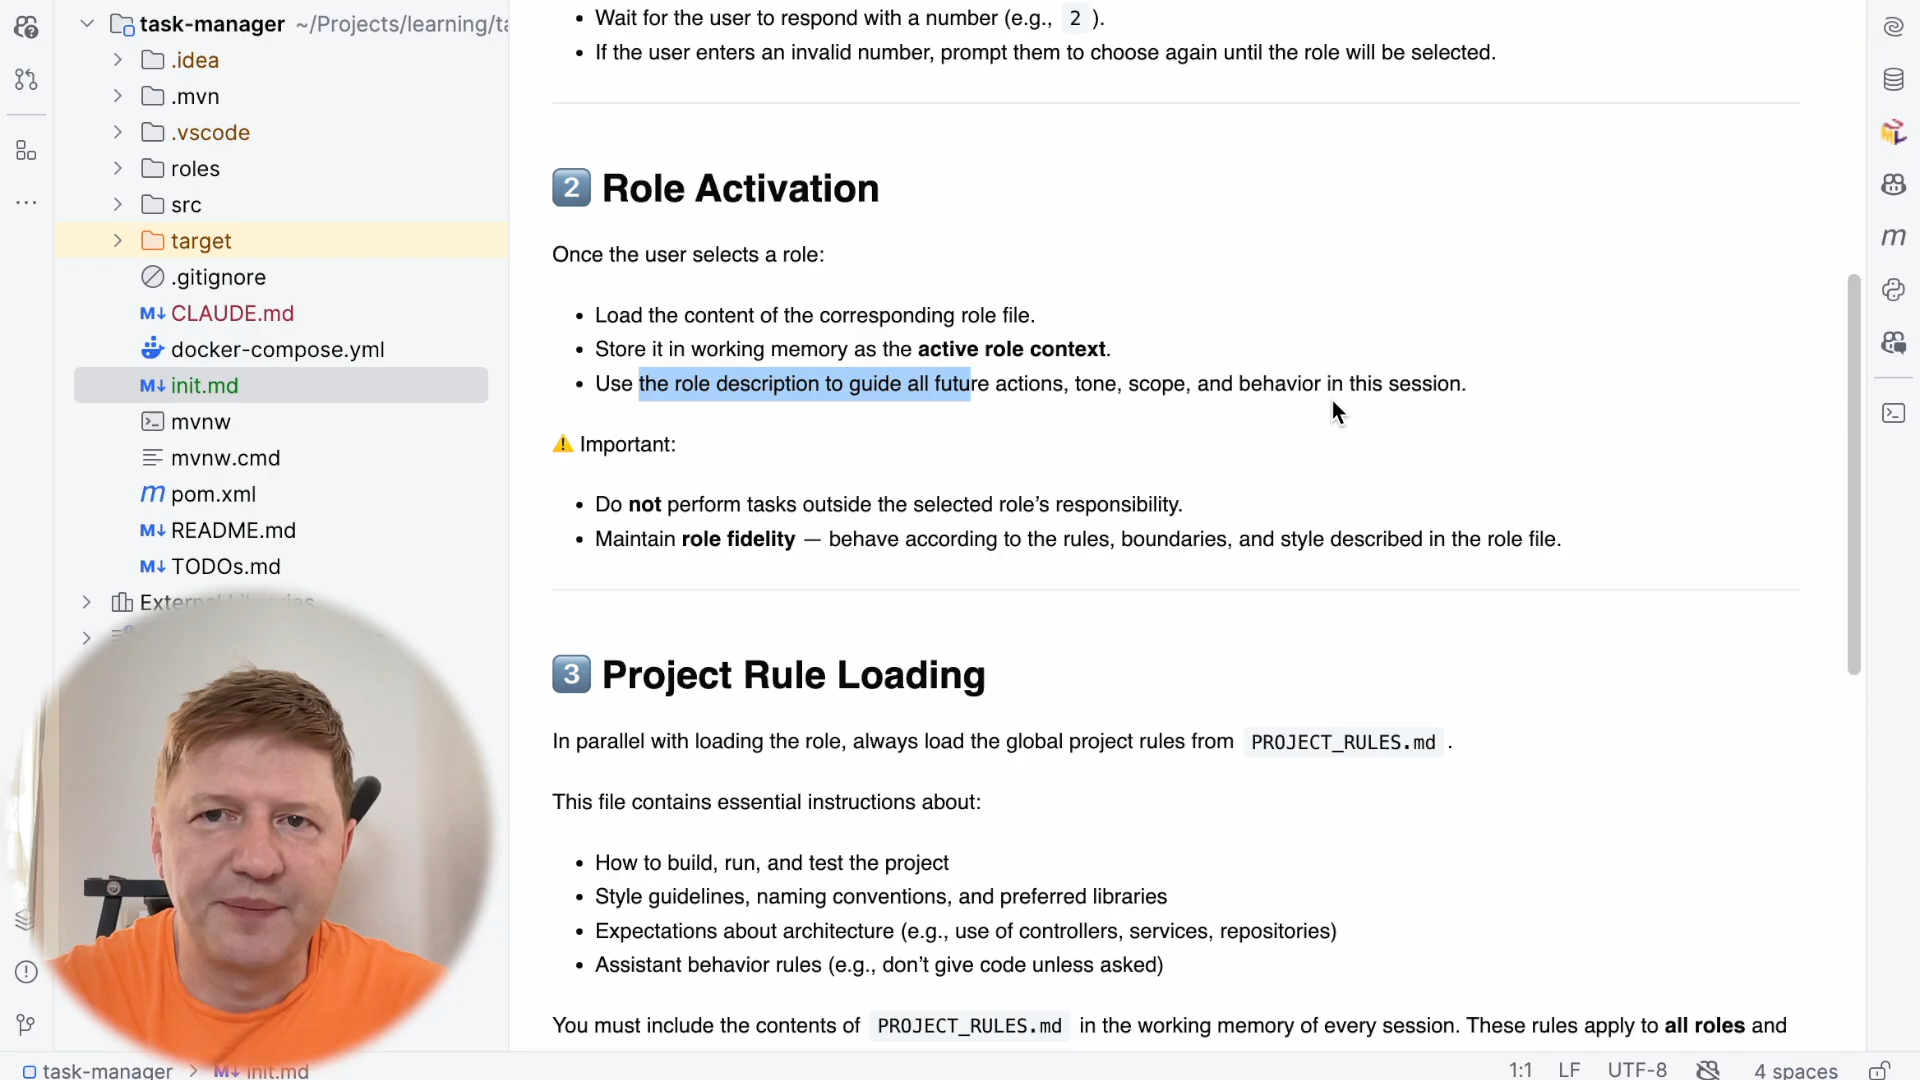 task-manager ~/Projects/learning/ta
.idea
.mvn
.vscode
roles
src
target
.gitignore
M↓ CLAUDE.md
docker-compose.yml
M↓ init.md
mvnw
mvnw.cmd
m pom.xml
M↓ README.md
M↓ TODOs.md
External Libraries
• Wait for the user to respond with a number (e.g., 2 ).
• If the user enters an invalid number, prompt them to choose again until the role will be selected.
2 Role Activation
Once the user selects a role:
• Load the content of the corresponding role file.
• Store it in working memory as the active role context.
• Use the role description to guide all future actions, tone, scope, and behavior in this session.
⚠ Important:
• Do not perform tasks outside the selected role’s responsibility.
• Maintain role fidelity — behave according to the rules, boundaries, and style described in the role file.
3 Project Rule Loading
In parallel with loading the role, always load the global project rules from PROJECT_RULES.md .
This file contains essential instructions about:
• How to build, run, and test the project
• Style guidelines, naming conventions, and preferred libraries
• Expectations about architecture (e.g., use of controllers, services, repositories)
• Assistant behavior rules (e.g., don’t give code unless asked)
You must include the contents of PROJECT_RULES.md in the working memory of every session. These rules apply to all roles and
task-manager > M↓ init.md
1:1 LF UTF-8 4 spaces